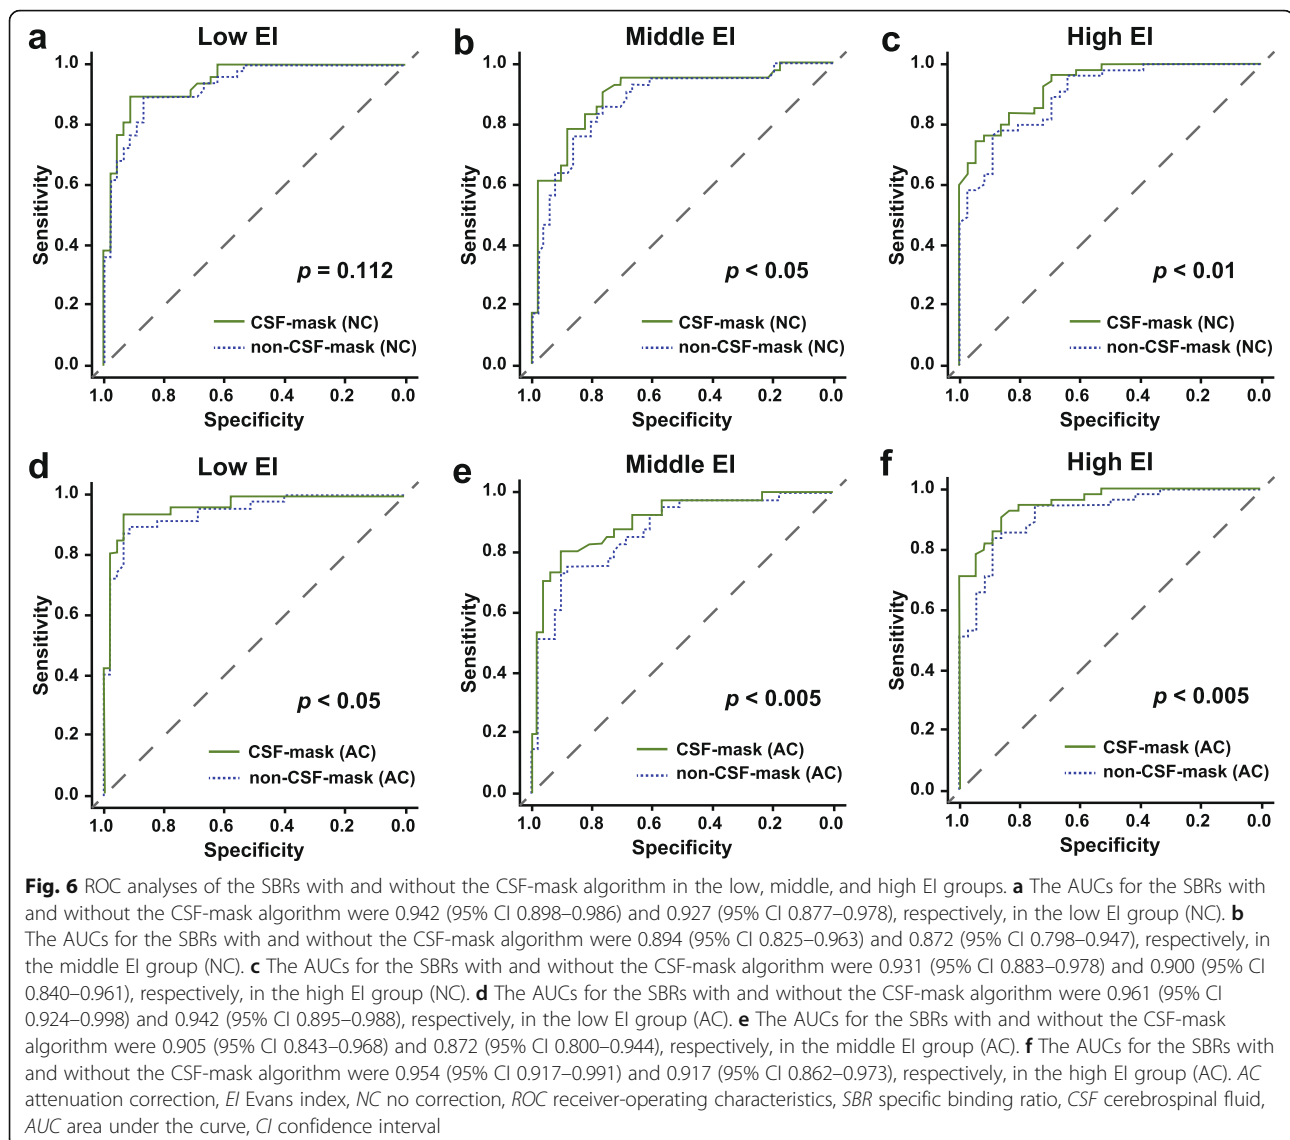 a
Low EI
1.0
0.8
0.6
0.4
0.2
0.0
Sensitivity
p = 0.112
CSF-mask (NC)
non-CSF-mask (NC)
1.0 0.8 0.6 0.4 0.2 0.0
Specificity
b
Middle EI
1.0
0.8
0.6
0.4
0.2
0.0
Sensitivity
p < 0.05
CSF-mask (NC)
non-CSF-mask (NC)
1.0 0.8 0.6 0.4 0.2 0.0
Specificity
c
High EI
1.0
0.8
0.6
0.4
0.2
0.0
Sensitivity
p < 0.01
CSF-mask (NC)
non-CSF-mask (NC)
1.0 0.8 0.6 0.4 0.2 0.0
Specificity
d
Low EI
1.0
0.8
0.6
0.4
0.2
0.0
Sensitivity
p < 0.05
CSF-mask (AC)
non-CSF-mask (AC)
1.0 0.8 0.6 0.4 0.2 0.0
Specificity
e
Middle EI
1.0
0.8
0.6
0.4
0.2
0.0
Sensitivity
p < 0.005
CSF-mask (AC)
non-CSF-mask (AC)
1.0 0.8 0.6 0.4 0.2 0.0
Specificity
f
High EI
1.0
0.8
0.6
0.4
0.2
0.0
Sensitivity
p < 0.005
CSF-mask (AC)
non-CSF-mask (AC)
1.0 0.8 0.6 0.4 0.2 0.0
Specificity
Fig. 6 ROC analyses of the SBRs with and without the CSF-mask algorithm in the low, middle, and high EI groups. a The AUCs for the SBRs with
and without the CSF-mask algorithm were 0.942 (95% CI 0.898–0.986) and 0.927 (95% CI 0.877–0.978), respectively, in the low EI group (NC). b
The AUCs for the SBRs with and without the CSF-mask algorithm were 0.894 (95% CI 0.825–0.963) and 0.872 (95% CI 0.798–0.947), respectively, in
the middle EI group (NC). c The AUCs for the SBRs with and without the CSF-mask algorithm were 0.931 (95% CI 0.883–0.978) and 0.900 (95% CI
0.840–0.961), respectively, in the high EI group (NC). d The AUCs for the SBRs with and without the CSF-mask algorithm were 0.961 (95% CI
0.924–0.998) and 0.942 (95% CI 0.895–0.988), respectively, in the low EI group (AC). e The AUCs for the SBRs with and without the CSF-mask
algorithm were 0.905 (95% CI 0.843–0.968) and 0.872 (95% CI 0.800–0.944), respectively, in the middle EI group (AC). f The AUCs for the SBRs with
and without the CSF-mask algorithm were 0.954 (95% CI 0.917–0.991) and 0.917 (95% CI 0.862–0.973), respectively, in the high EI group (AC). AC
attenuation correction, EI Evans index, NC no correction, ROC receiver-operating characteristics, SBR specific binding ratio, CSF cerebrospinal fluid,
AUC area under the curve, CI confidence interval